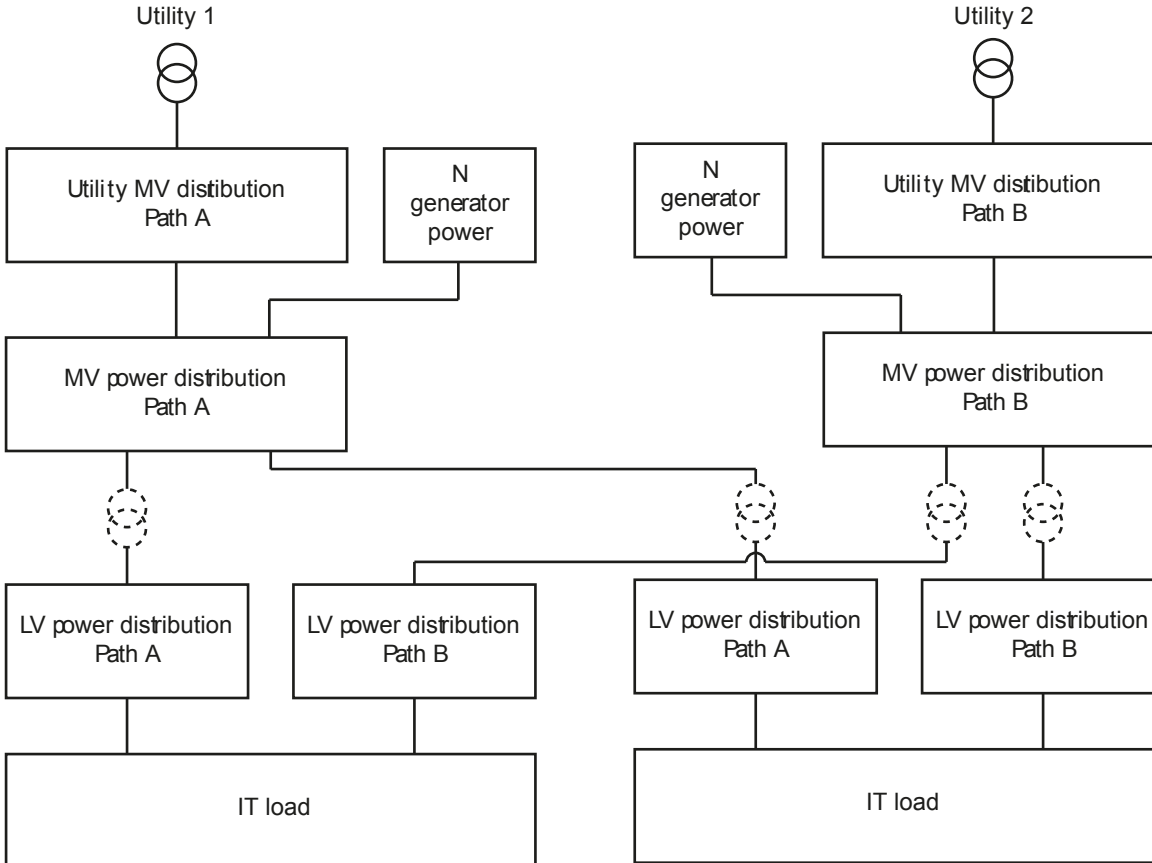 Utility 1
Utility 2
Utility MV distibution
Path A
N
generator
power
N
generator
power
Utility MV distibution
Path B
MV power distribution
Path A
MV power distribution
Path B
LV power distribution
Path A
LV power distribution
Path B
LV power distribution
Path A
LV power distribution
Path B
IT load
IT load